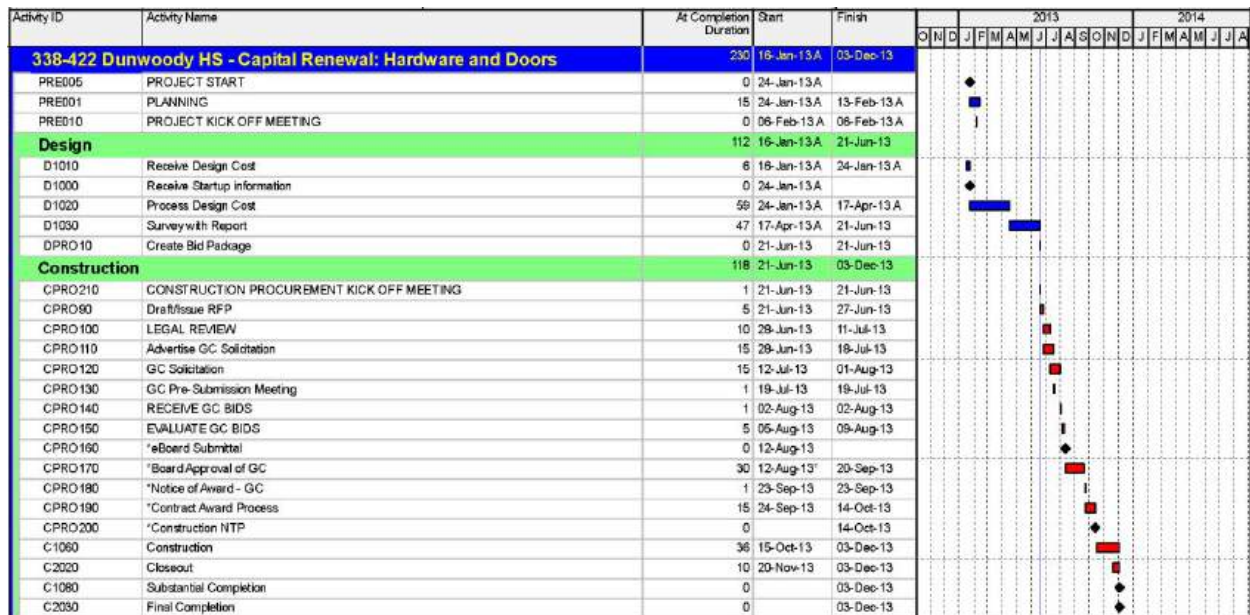 Activity ID Activity Name At Completion Start Finish 2013 2014
Duration O N D J F M A M J J A S O N D J F M A M J J A
338-422 Dunwoody HS - Capital Renewal: Hardware and Doors 230 16-Jan-13A 03-Dec-13
PRE005 PROJECT START 0 24-Jan-13A
PRE001 PLANNING 15 24-Jan-13A 13-Feb-13A
PRE010 PROJECT KICK OFF MEETING 0 06-Feb-13A 06-Feb-13A
Design 112 16-Jan-13A 21-Jun-13
D1010 Receive Design Cost 6 16-Jan-13A 24-Jan-13A
D1000 Receive Startup information 0 24-Jan-13A
D1020 Process Design Cost 59 24-Jan-13A 17-Apr-13A
D1030 Survey with Report 47 17-Apr-13A 21-Jun-13
DPRO10 Create Bid Package 0 21-Jun-13 21-Jun-13
Construction 118 21-Jun-13 03-Dec-13
CPRO210 CONSTRUCTION PROCUREMENT KICK OFF MEETING 1 21-Jun-13 21-Jun-13
CPRO90 Draft/Issue RFP 5 21-Jun-13 27-Jun-13
CPRO100 LEGAL REVIEW 10 28-Jun-13 11-Jul-13
CPRO110 Advertise GC Solicitation 15 28-Jun-13 18-Jul-13
CPRO120 GC Solicitation 15 12-Jul-13 01-Aug-13
CPRO130 GC Pre-Submission Meeting 1 19-Jul-13 19-Jul-13
CPRO140 RECEIVE GC BIDS 1 02-Aug-13 02-Aug-13
CPRO150 EVALUATE GC BIDS 5 05-Aug-13 09-Aug-13
CPRO160 *eBoard Submittal 0 12-Aug-13
CPRO170 *Board Approval of GC 30 12-Aug-13* 20-Sep-13
CPRO180 *Notice of Award - GC 1 23-Sep-13 23-Sep-13
CPRO190 *Contract Award Process 15 24-Sep-13 14-Oct-13
CPRO200 *Construction NTP 0 14-Oct-13
C1060 Construction 36 15-Oct-13 03-Dec-13
C2020 Closeout 10 20-Nov-13 03-Dec-13
C1080 Substantial Completion 0 03-Dec-13
C2030 Final Completion 0 03-Dec-13